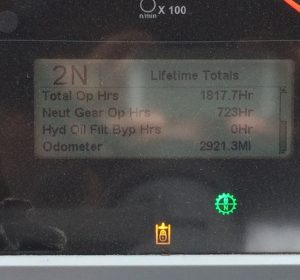 n/min X 100
2N Lifetime Totals
Total Op Hrs 1817.7Hr
Neut Gear Op Hrs 723Hr
Hyd Oil Filt Byp Hrs 0Hr
Odometer 2921.3MI
N